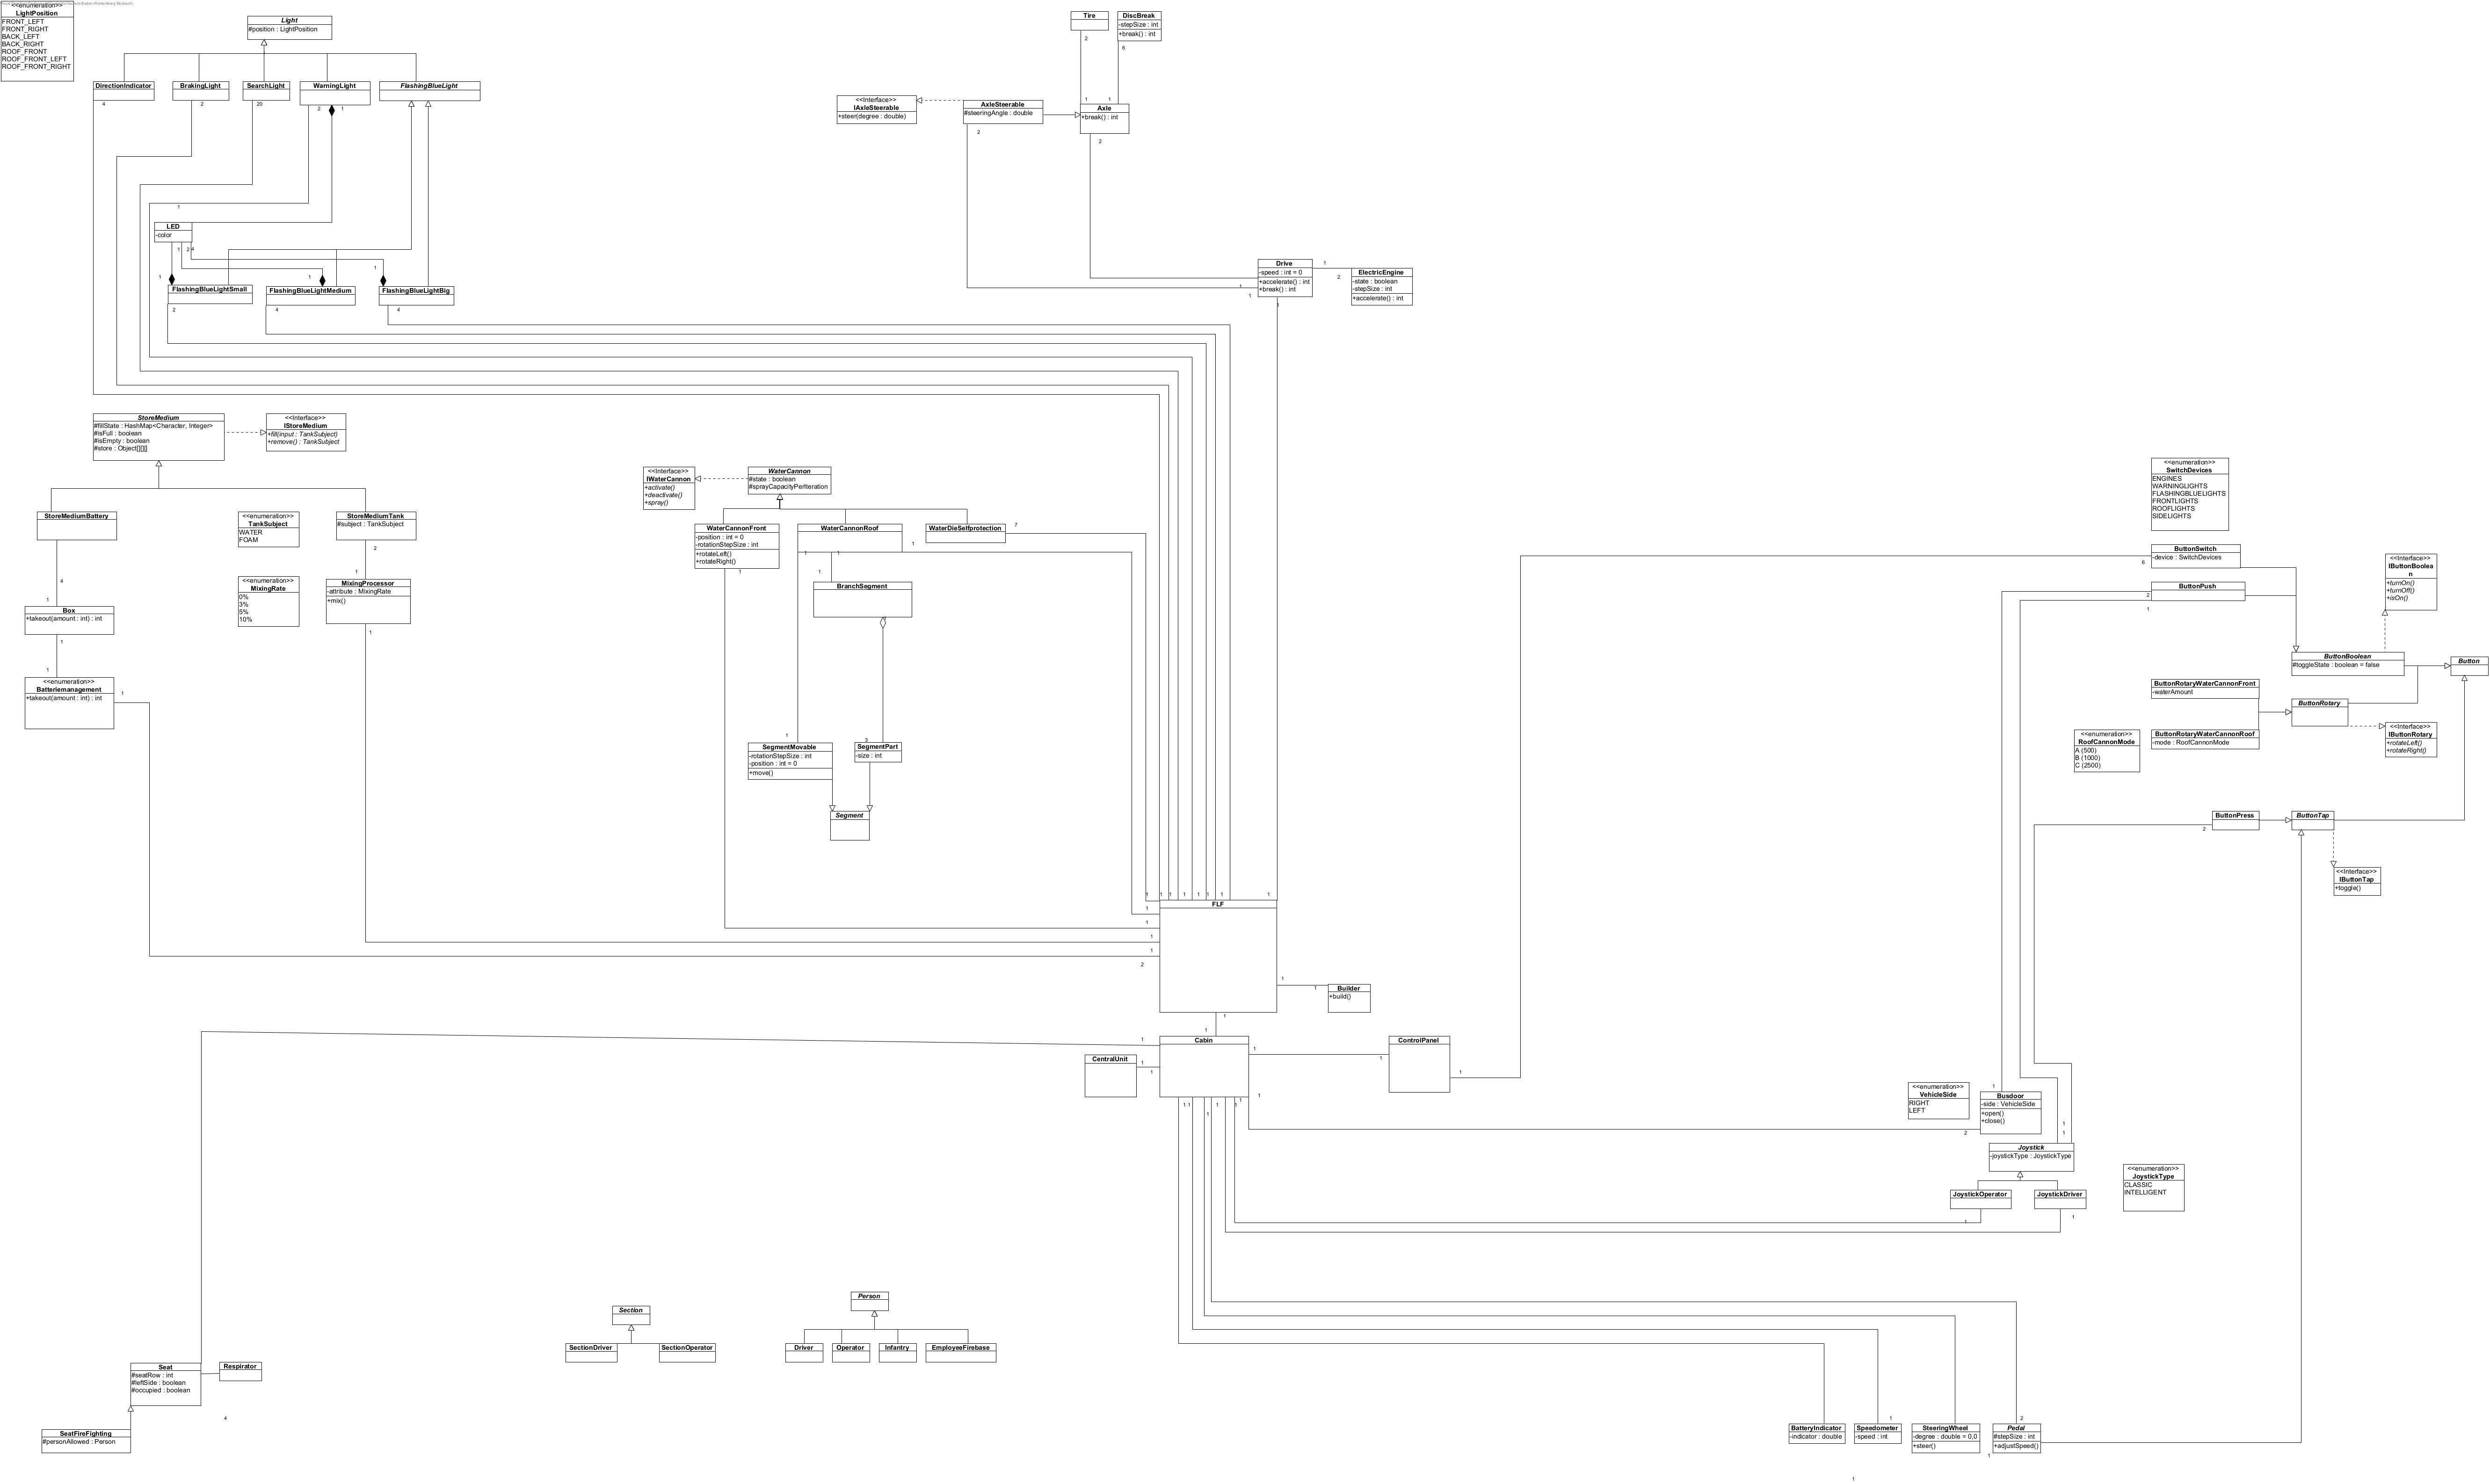 <<enumeration>>
LightPosition
FRONT_LEFT
FRONT_RIGHT
BACK_LEFT
BACK_RIGHT
ROOF_FRONT
ROOF_FRONT_LEFT
ROOF_FRONT_RIGHT
Light
#position : LightPosition
DirectionIndicator
4
BrakingLight
2
SearchLight
20
WarningLight
2
1
FlashingBlueLight
1
LED
-color
1
2
4
1
1
1
FlashingBlueLightSmall
2
FlashingBlueLightMedium
4
FlashingBlueLightBig
4
Tire
2
DiscBreak
-stepSize : int
+break() : int
6
<<Interface>>
IAxleSteerable
+steer(degree : double)
AxleSteerable
#steeringAngle : double
2
1
1
Axle
+break() : int
2
Drive
-speed : int = 0
+accelerate() : int
+break() : int
1
1
1
1
2
ElectricEngine
-state : boolean
-stepSize : int
+accelerate() : int
StoreMedium
#fillState : HashMap<Character, Integer>
#isFull : boolean
#isEmpty : boolean
#store : Object[][][]
<<Interface>>
IStoreMedium
+fill(input : TankSubject)
+remove() : TankSubject
StoreMediumBattery
4
1
<<enumeration>>
TankSubject
WATER
FOAM
StoreMediumTank
#subject : TankSubject
2
1
<<enumeration>>
MixingRate
0%
3%
5%
10%
MixingProcessor
-attribute : MixingRate
+mix()
1
Box
+takeout(amount : int) : int
1
1
<<enumeration>>
Batteriemanagement
+takeout(amount : int) : int
1
<<Interface>>
IWaterCannon
+activate()
+deactivate()
+spray()
WaterCannon
#state : boolean
#sprayCapacityPerIteration
WaterCannonFront
-position : int = 0
-rotationStepSize : int
+rotateLeft()
+rotateRight()
1
WaterCannonRoof
1
1
1
WaterDieSelfprotection
7
1
BranchSegment
1
3
SegmentMovable
-rotationStepSize : int
-position : int = 0
+move()
SegmentPart
-size : int
Segment
<<enumeration>>
SwitchDevices
ENGINES
WARNINGLIGHTS
FLASHINGBLUELIGHTS
FRONTLIGHTS
ROOFLIGHTS
SIDELIGHTS
ButtonSwitch
-device : SwitchDevices
6
ButtonPush
2
1
<<Interface>>
IButtonBoolea
n
+turnOn()
+turnOff()
+isOn()
ButtonBoolean
#toggleState : boolean = false
Button
ButtonRotaryWaterCannonFront
-waterAmount
ButtonRotary
<<enumeration>>
RoofCannonMode
A (500)
B (1000)
C (2500)
ButtonRotaryWaterCannonRoof
-mode : RoofCannonMode
<<Interface>>
IButtonRotary
+rotateLeft()
+rotateRight()
ButtonPress
2
ButtonTap
<<Interface>>
IButtonTap
+toggle()
1
1
1
1
1
1
1
1
1
1
1
1
1
2
FLF
1
1
Builder
+build()
1
1
1
Cabin
1
1
CentralUnit
1
1
ControlPanel
1
1
1
1
1
1
1
1
1
<<enumeration>>
VehicleSide
RIGHT
LEFT
1
Busdoor
-side : VehicleSide
+open()
+close()
2
1
1
Joystick
-joystickType : JoystickType
<<enumeration>>
JoystickType
CLASSIC
INTELLIGENT
JoystickOperator
1
JoystickDriver
1
Section
SectionDriver
SectionOperator
Person
Driver
Operator
Infantry
EmployeeFirebase
Seat
#seatRow : int
#leftSide : boolean
#occupied : boolean
Respirator
4
SeatFireFighting
#personAllowed : Person
BatteryIndicator
-indicator : double
1
Speedometer
-speed : int
SteeringWheel
-degree : double = 0,0
+steer()
2
Pedal
#stepSize : int
+adjustSpeed()
1
1